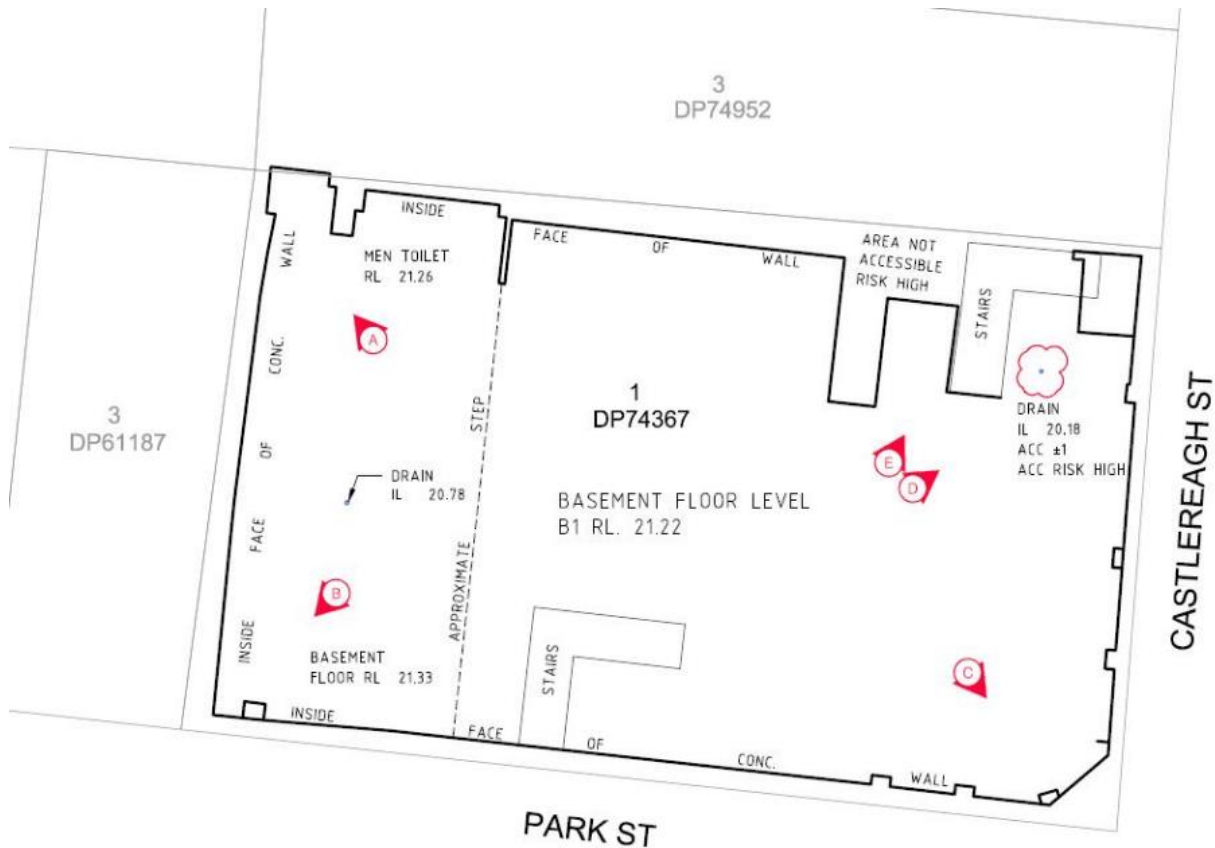 3
DP74952
INSIDE
FACE
OF
WALL
AREA NOT
ACCESSIBLE
RISK HIGH
MEN TOILET
RL 21.26
WALL
STAIRS
A
CONC.
1
DP74367
3
DP61187
STEP
DRAIN
IL 20.18
ACC ±1
ACC RISK HIGH
CASTLEREAGH ST
OF
DRAIN
IL 20.78
E
D
BASEMENT FLOOR LEVEL
B1 RL. 21.22
FACE
APPROXIMATE
B
INSIDE
BASEMENT
FLOOR RL 21.33
STAIRS
C
INSIDE
FACE
OF
CONC.
WALL
PARK ST